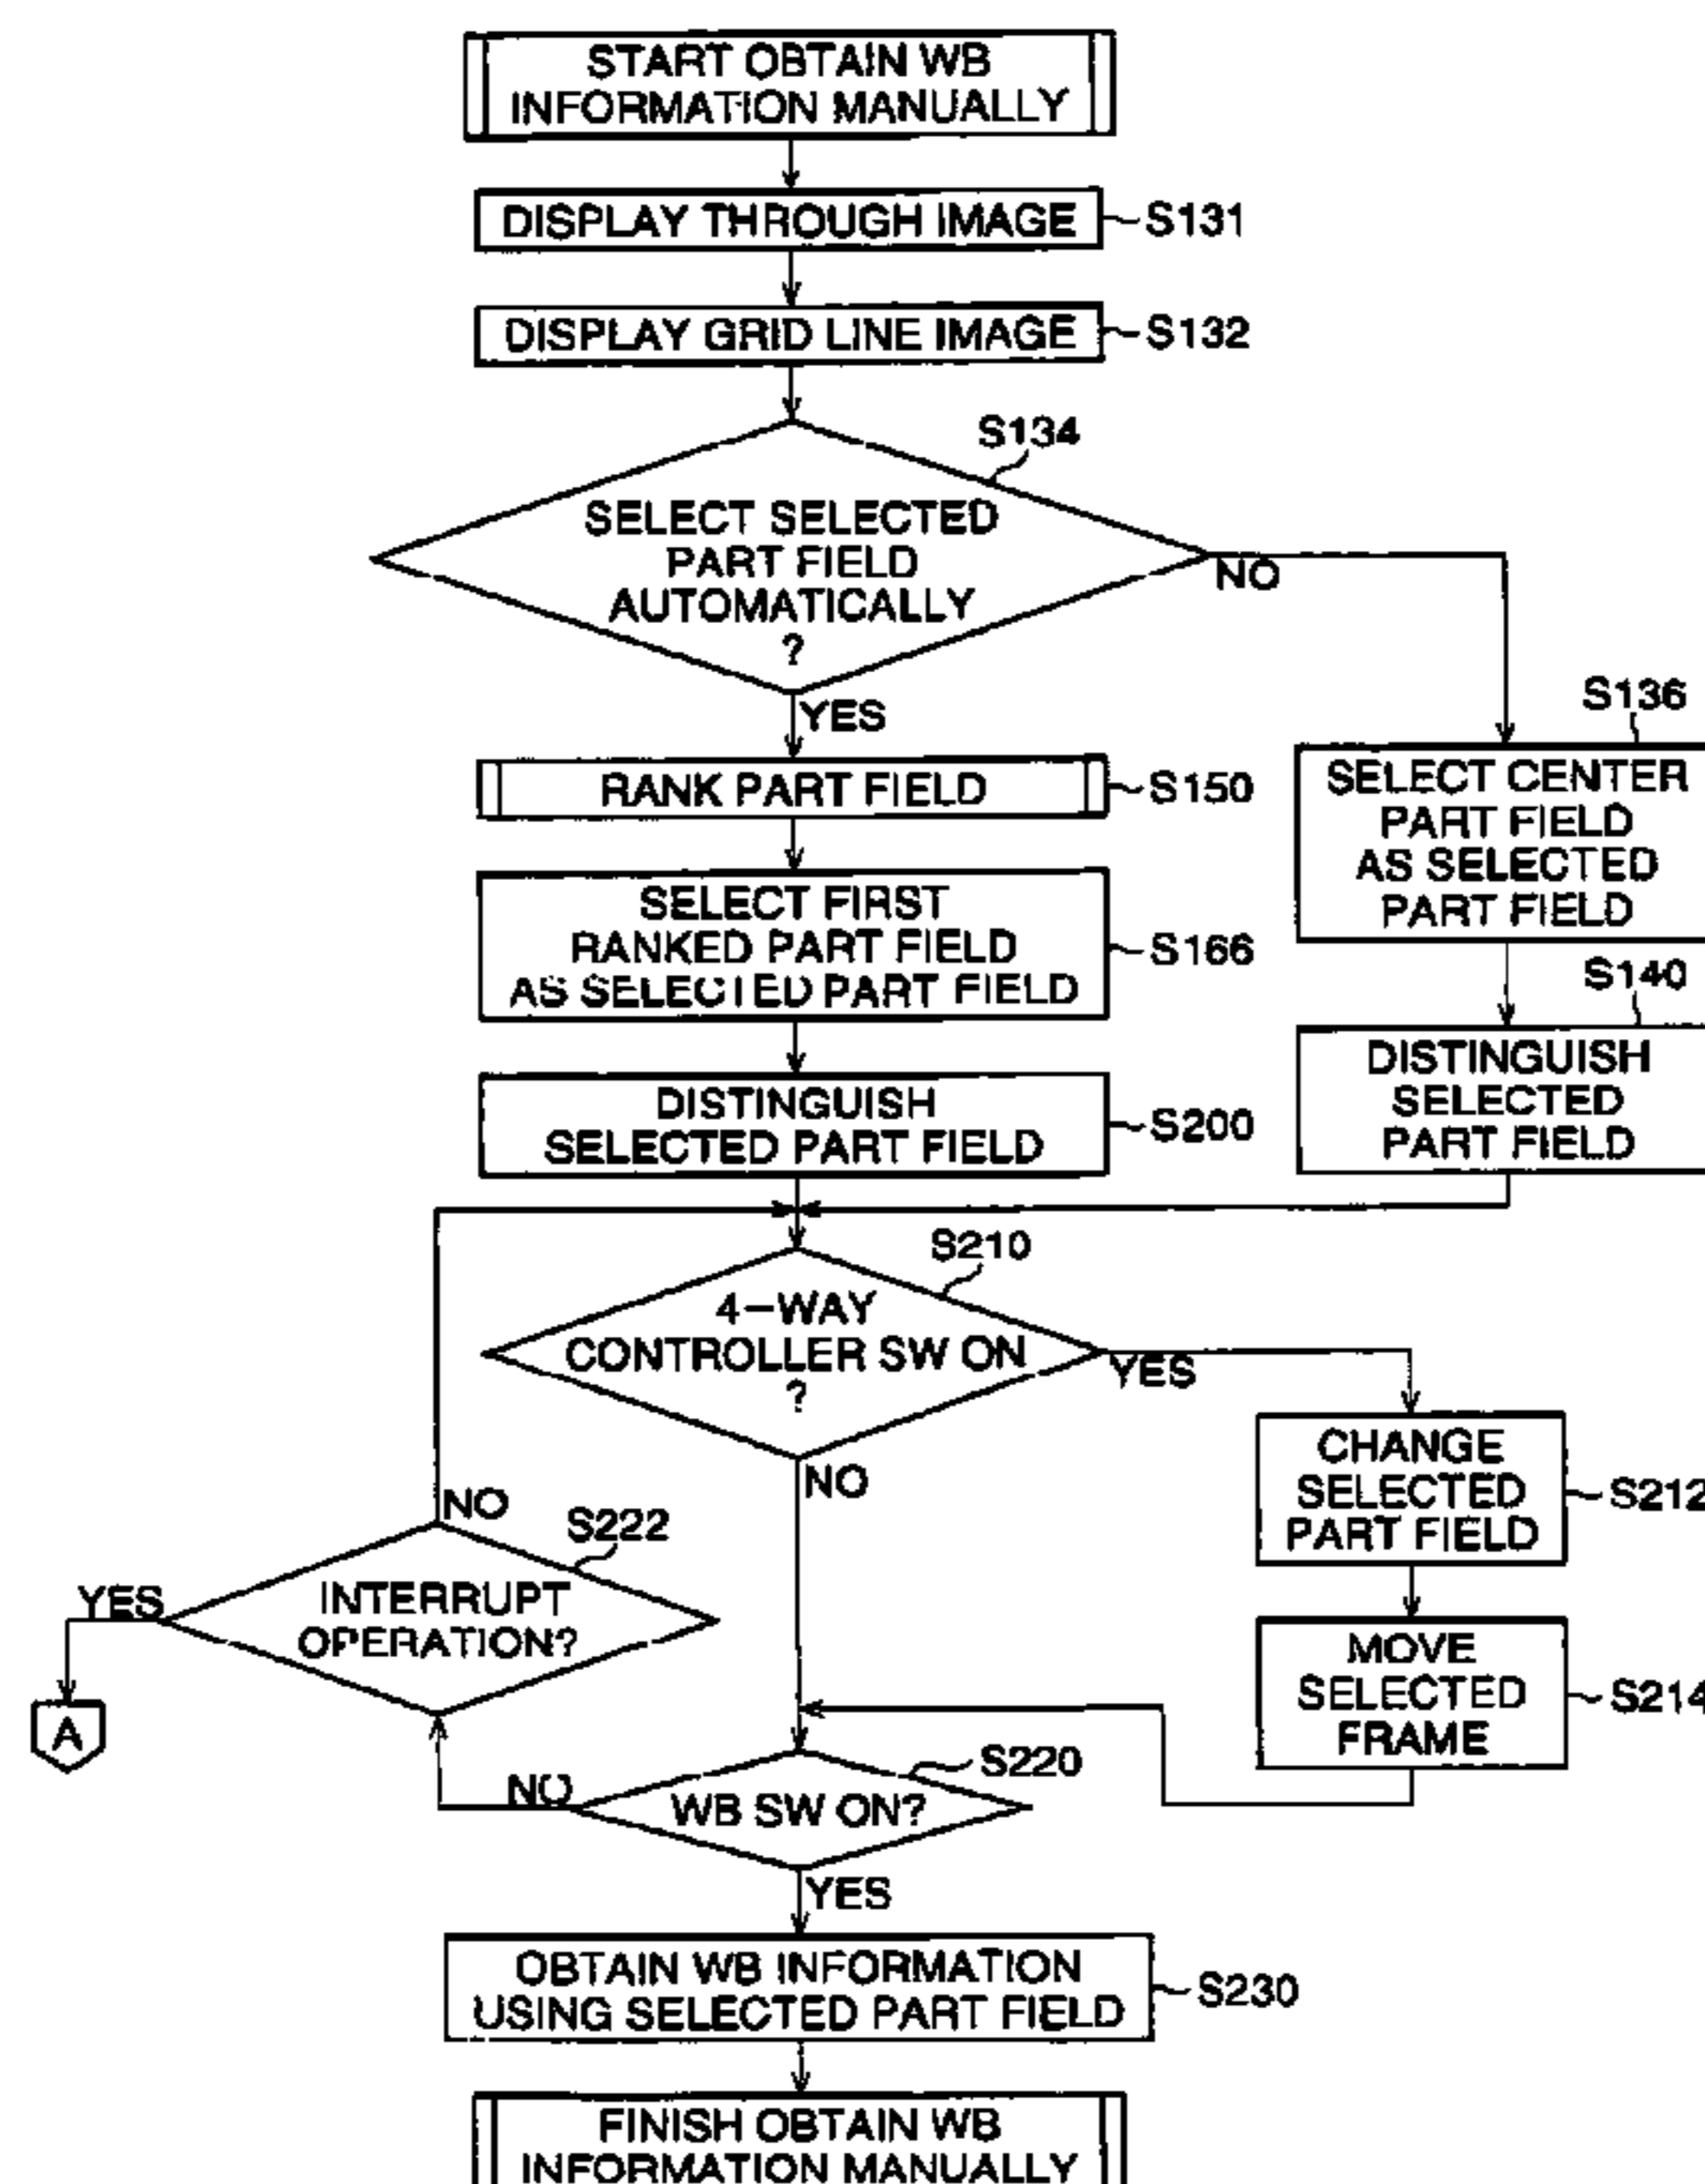 START OBTAIN WB
INFORMATION MANUALLY
DISPLAY THROUGH IMAGE
S131
DISPLAY GRID LINE IMAGE
S132
S134
SELECT SELECTED
PART FIELD
AUTOMATICALLY
?
NO
YES
S136
SELECT CENTER
PART FIELD
AS SELECTED
PART FIELD
RANK PART FIELD
S150
SELECT FIRST
RANKED PART FIELD
AS SELECTED PART FIELD
S166
S140
DISTINGUISH
SELECTED
PART FIELD
DISTINGUISH
SELECTED PART FIELD
S200
S210
4-WAY
CONTROLLER SW ON
?
YES
NO
CHANGE
SELECTED
PART FIELD
S212
NO
S222
INTERRUPT
OPERATION?
YES
A
MOVE
SELECTED
FRAME
S214
S220
WB SW ON?
NO
YES
OBTAIN WB INFORMATION
USING SELECTED PART FIELD
S230
FINISH OBTAIN WB
INFORMATION MANUALLY